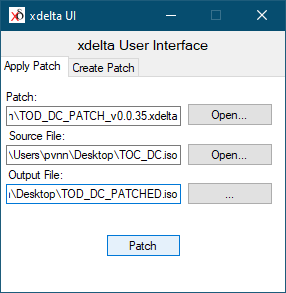 xdelta UI
xdelta User Interface
Apply Patch
Create Patch
Patch:
\TOD_DC_PATCH_v0.0.35.xdelta
Open...
Source File:
\Users\pvnn\Desktop\TOC_DC.iso
Open...
Output File:
\Desktop\TOD_DC_PATCHED.iso
...
Patch